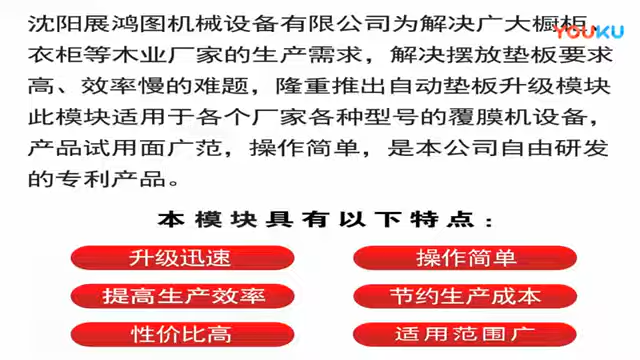 YOUKU
沈阳展鸿图机械设备有限公司为解决广大橱柜、
衣柜等木业厂家的生产需求，解决摆放垫板要求
高、效率慢的难题，隆重推出自动垫板升级模块
此模块适用于各个厂家各种型号的覆膜机设备，
产品试用面广范，操作简单，是本公司自由研发
的专利产品。
本模块具有以下特点：
升级迅速 操作简单
提高生产效率 节约生产成本
性价比高 适用范围广